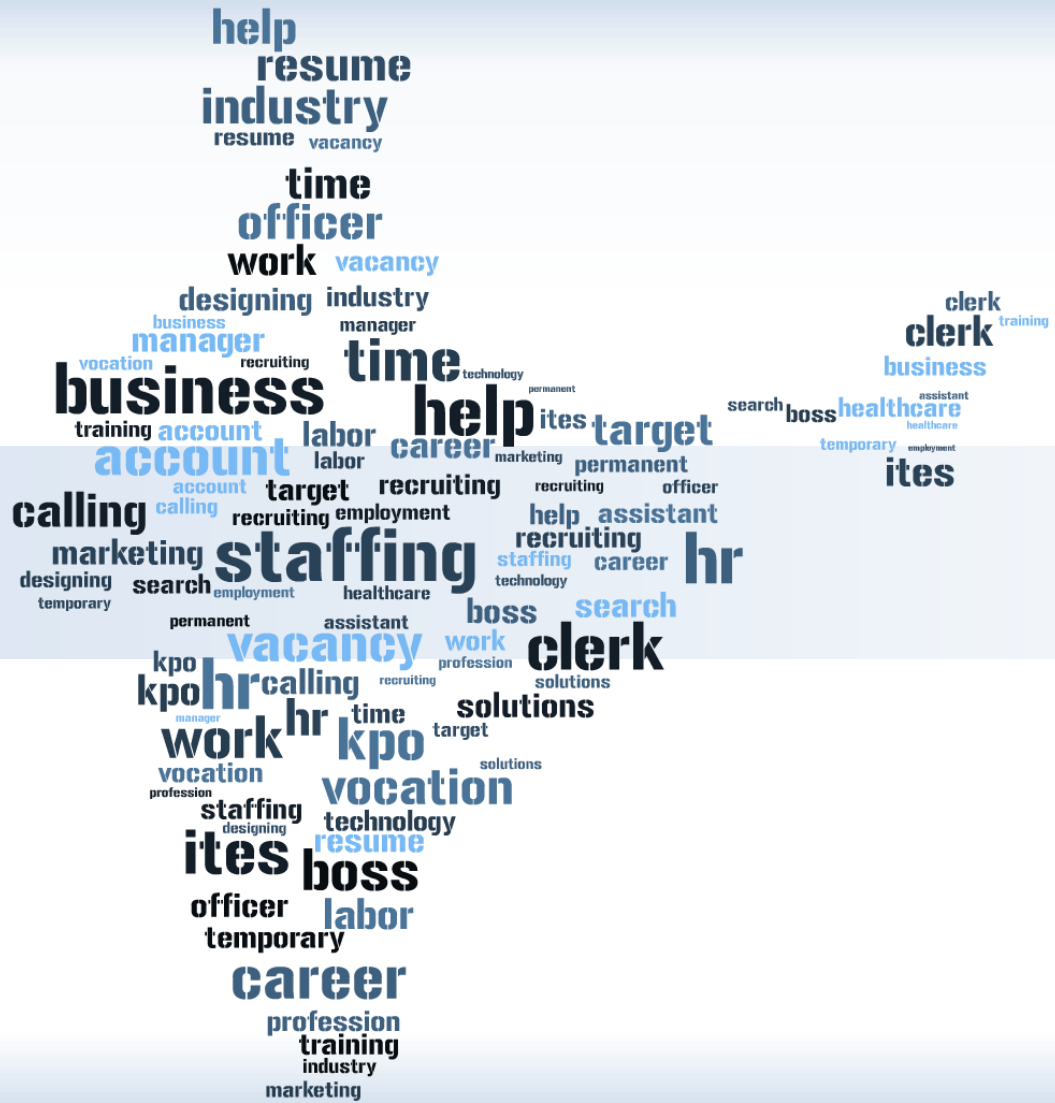 help
resume
industry
resume vacancy
time
officer
work vacancy
designing industry
clerk
business manager clerk training
manager
vocation recruiting time technology business
business help permanent
ites target search boss healthcare assistant
healthcare
training account labor career
account labor marketing permanent temporary employment
ites
account target recruiting recruiting officer
calling calling recruiting employment help assistant
marketing staffing recruiting
staffing career hr
designing search employment healthcare technology
temporary boss search
permanent assistant
vacancy work clerk
kpo profession
kpo hr calling recruiting solutions
manager hr time solutions
work kpo target
vocation solutions
profession vocation
staffing technology
designing resume
ites boss
officer labor
temporary
career
profession
training
industry
marketing